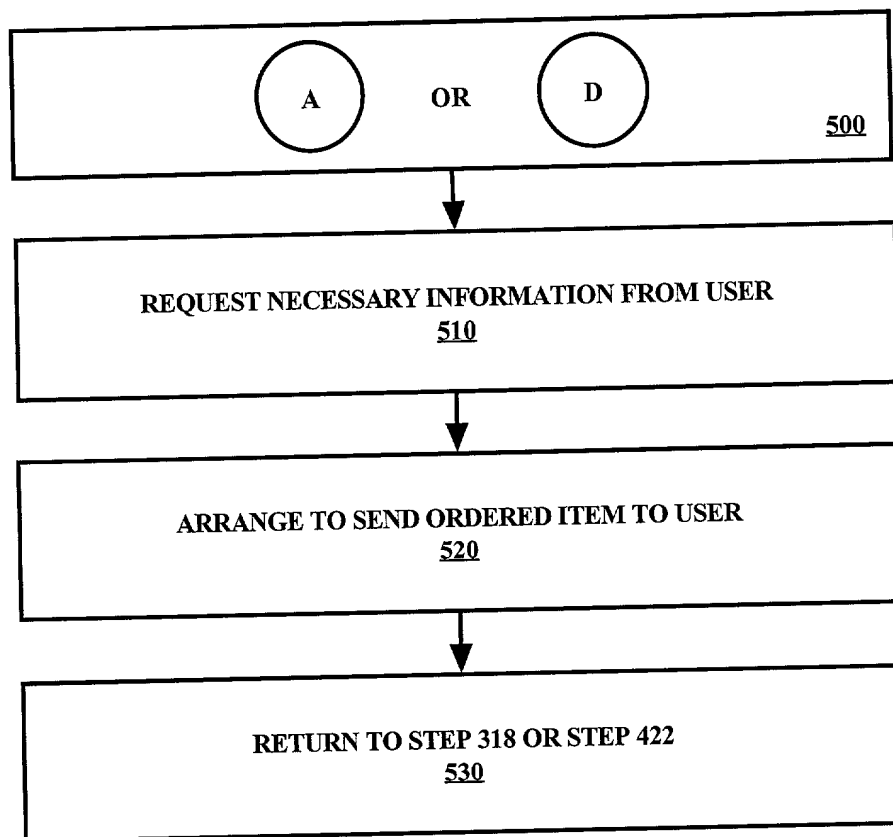 A OR D
500
REQUEST NECESSARY INFORMATION FROM USER
510
ARRANGE TO SEND ORDERED ITEM TO USER
520
RETURN TO STEP 318 OR STEP 422
530